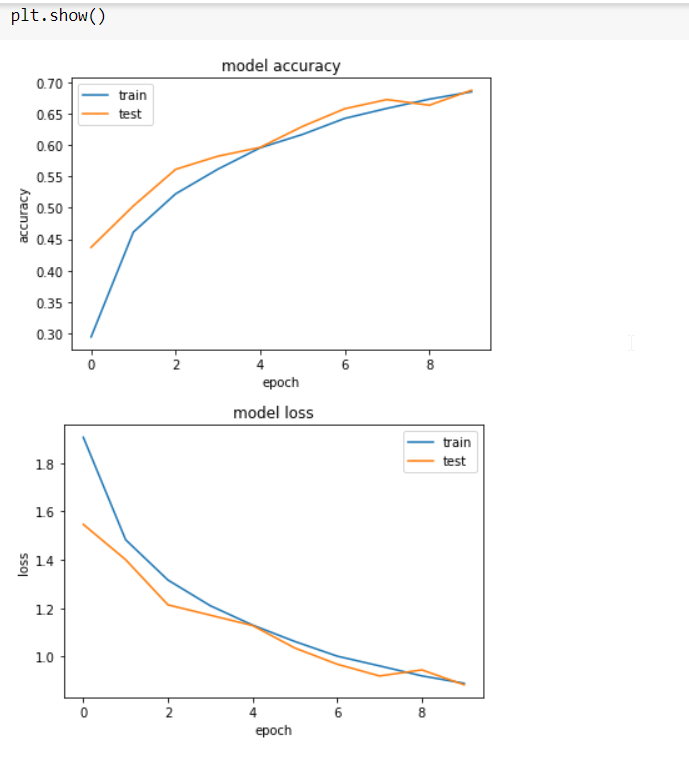 plt.show()
model accuracy
0.70
train
test
0.65
0.60
0.55
0.50
0.45
0.40
0.35
0.30
accuracy
0 2 4 6 8
epoch
model loss
train
test
1.8
1.6
1.4
1.2
1.0
loss
0 2 4 6 8
epoch